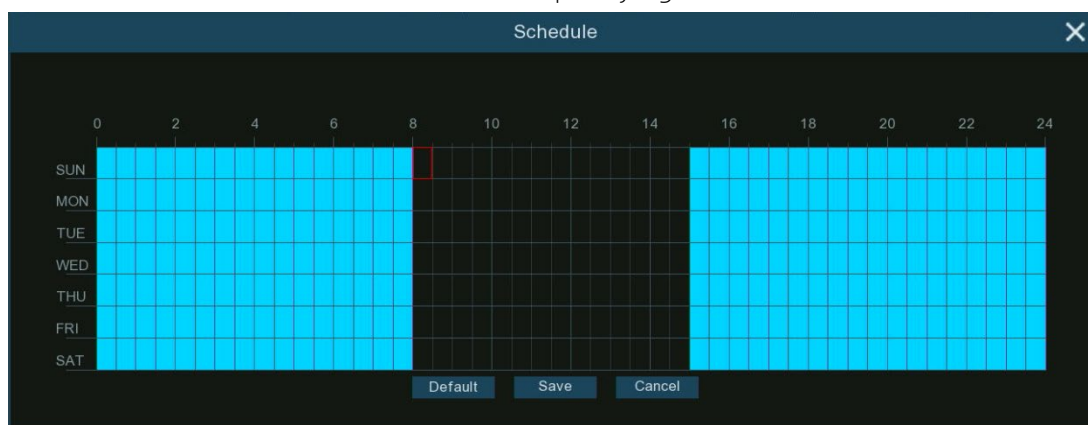 Schedule
0 2 4 6 8 10 12 14 16 18 20 22 24
SUN
MON
TUE
WED
THU
FRI
SAT
Default Save Cancel